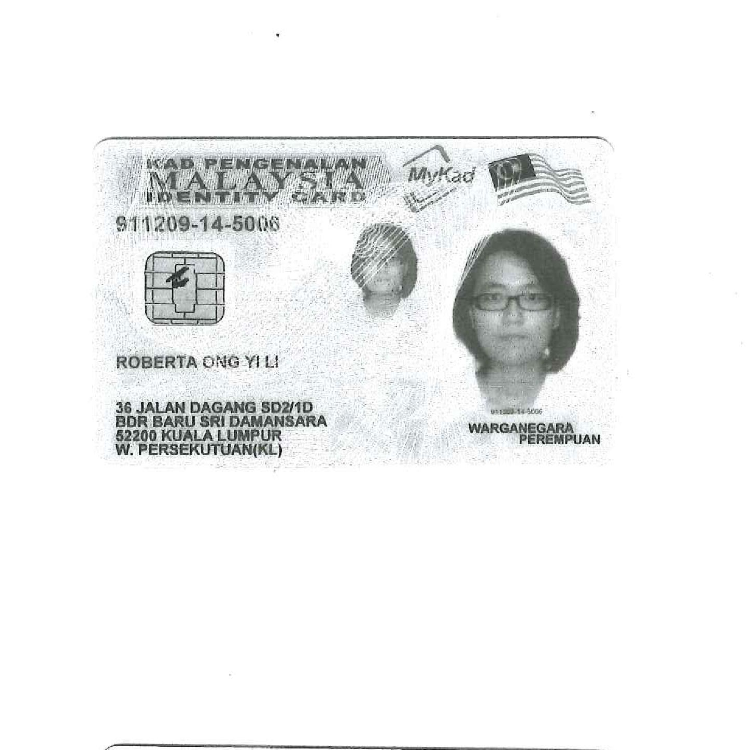 KAD PENGENALAN
MALAYSIA
IDENTITY CARD
MyKad
911209-14-5006
ROBERTA ONG YI LI
36 JALAN DAGANG SD2/1D
BDR BARU SRI DAMANSARA
52200 KUALA LUMPUR
W. PERSEKUTUAN(KL)
911209-14-5006
WARGANEGARA
PEREMPUAN